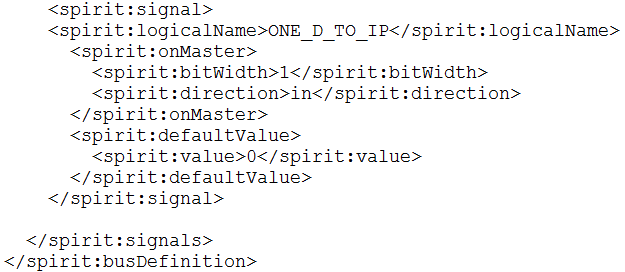 <spirit:signal>
<spirit:logicalName>ONE_D_TO_IP</spirit:logicalName>
<spirit:onMaster>
<spirit:bitWidth>1</spirit:bitWidth>
<spirit:direction>in</spirit:direction>
</spirit:onMaster>
<spirit:defaultValue>
<spirit:value>0</spirit:value>
</spirit:defaultValue>
</spirit:signal>
</spirit:signals>
</spirit:busDefinition>